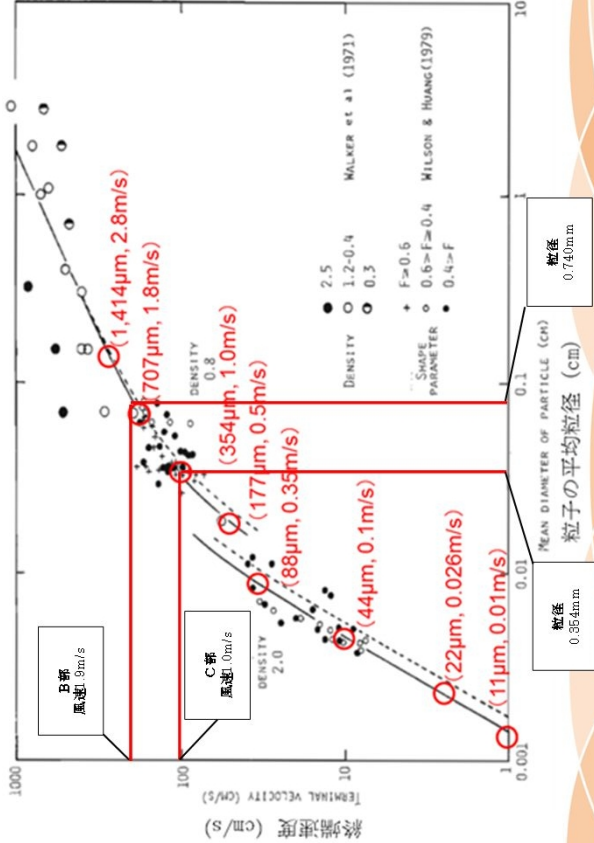 1000
100
10
1
0.001
0.01
0.1
1
10
終端速度 (cm/s)
TERMINAL VELOCITY (CM/S)
MEAN DIAMETER OF PARTICLE (CM)
粒子の平均粒径 (cm)
B部
風速1.9m/s
C部
風速1.0m/s
粒径
0.354mm
粒径
0.740mm
(1,414μm, 2.8m/s)
(707μm, 1.8m/s)
(354μm, 1.0m/s)
(177μm, 0.5m/s)
(88μm, 0.35m/s)
(44μm, 0.1m/s)
(22μm, 0.026m/s)
(11μm, 0.01m/s)
DENSITY
0.8
DENSITY
2.0
DENSITY
● 2.5
○ 1.2-0.4 WALKER et al (1971)
◑ 0.3
SHAPE
PARAMETER
+ F≥0.6
○ 0.6>F≥0.4 WILSON & HUANG(1979)
● 0.4>F